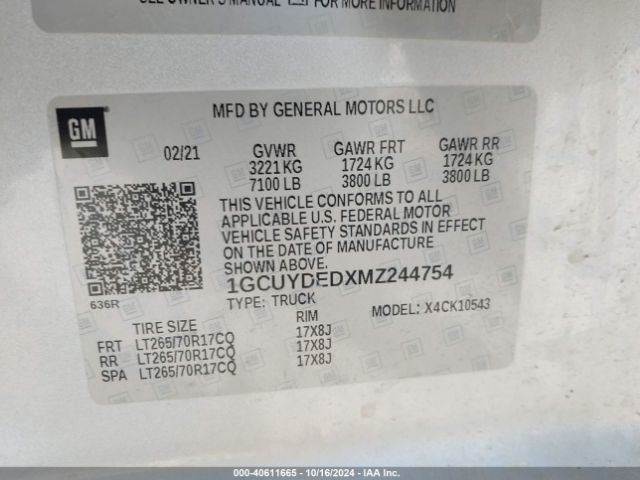 SEE OWNER'S MANUAL FOR MORE INFORMATION
GM
MFD BY GENERAL MOTORS LLC
02/21 GVWR GAWR FRT GAWR RR
3221 KG 1724 KG 1724 KG
7100 LB 3800 LB 3800 LB
THIS VEHICLE CONFORMS TO ALL
APPLICABLE U.S. FEDERAL MOTOR
VEHICLE SAFETY STANDARDS IN EFFECT
ON THE DATE OF MANUFACTURE
SHOWN ABOVE.
1GCUYDEDXMZ244754
636R
TYPE: TRUCK MODEL: X4CK10543
TIRE SIZE RIM
FRT LT265/70R17CQ 17X8J
RR LT265/70R17CQ 17X8J
SPA LT265/70R17CQ 17X8J
000-40611665 - 10/16/2024 - IAA Inc.